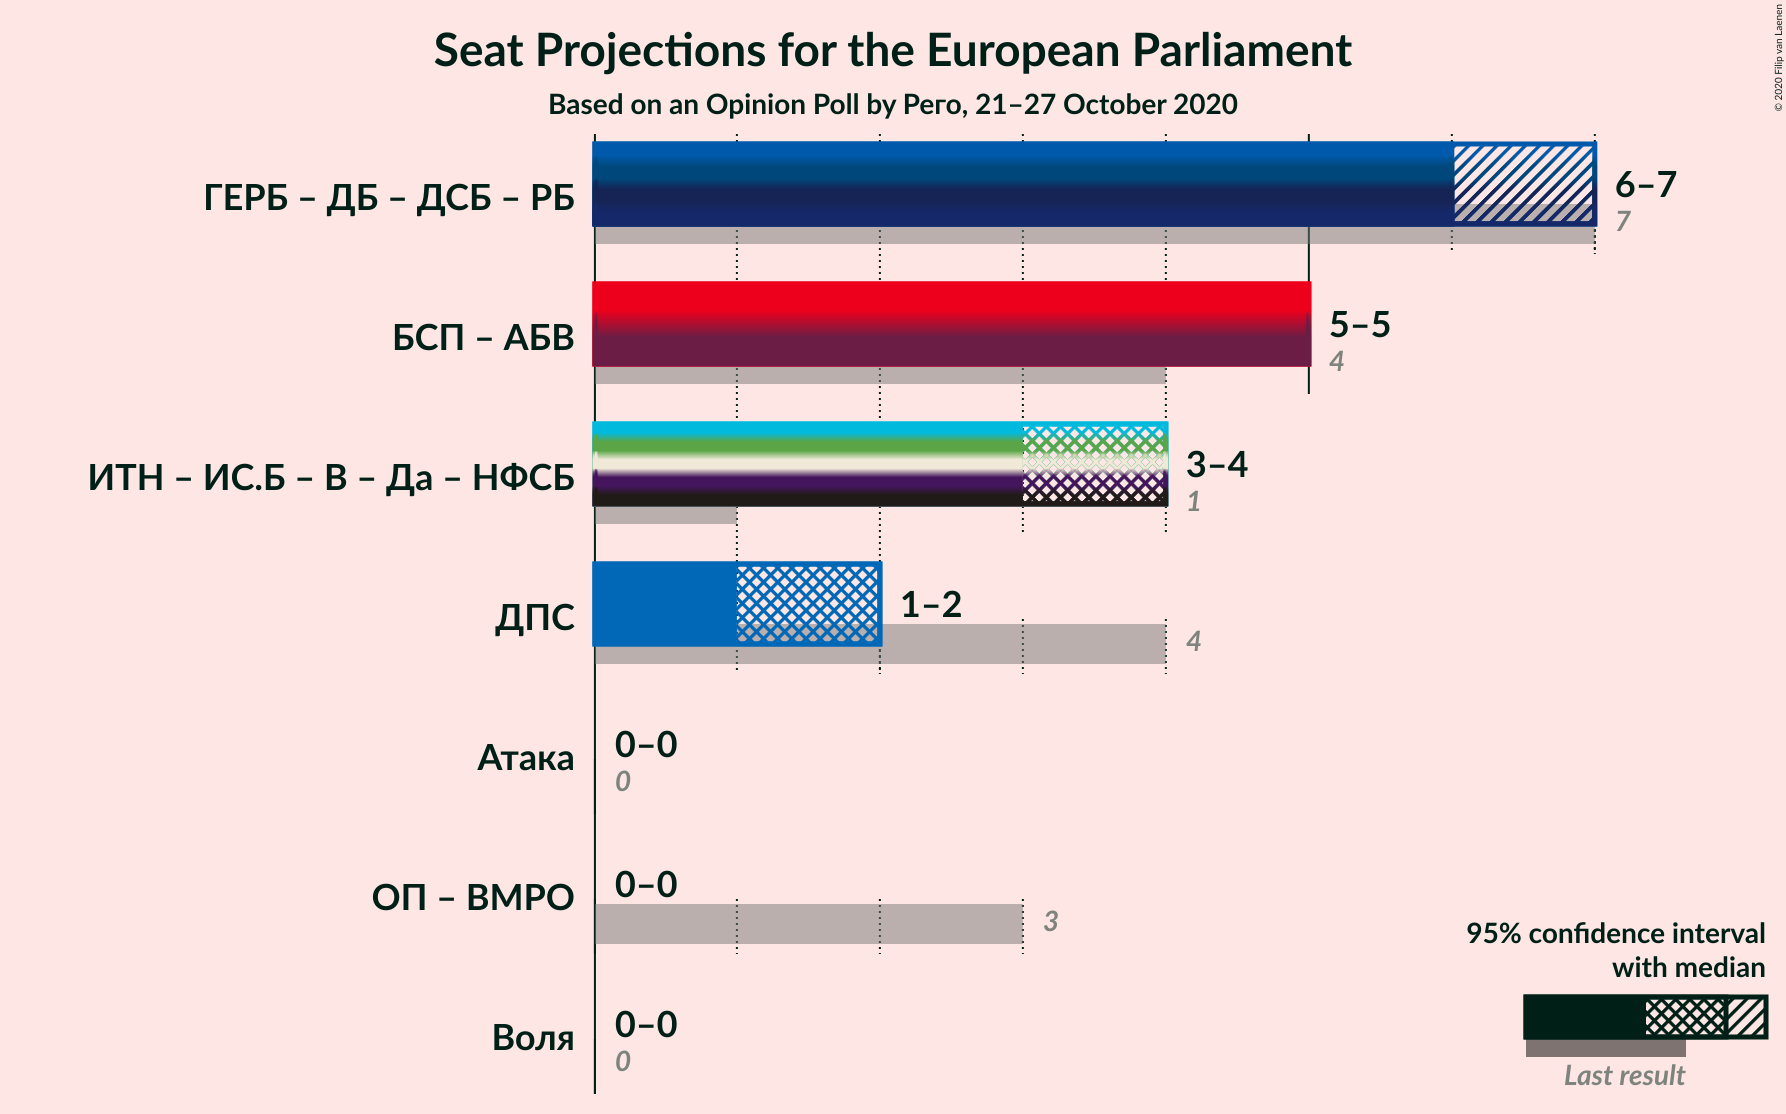 Seat Projections for the European Parliament
Based on an Opinion Poll by Pero, 21–27 October 2020
© 2020 Filip van Laenen
ГЕРБ – ДБ – ДСБ – РБ
6–7
7
БСП – АБВ
5–5
4
ИТН – ИС.Б – В – Да – НФСБ
3–4
1
ДПС
1–2
4
Атака
0–0
0
ОП – ВМРО
0–0
3
Воля
0–0
0
95% confidence interval
with median
Last result